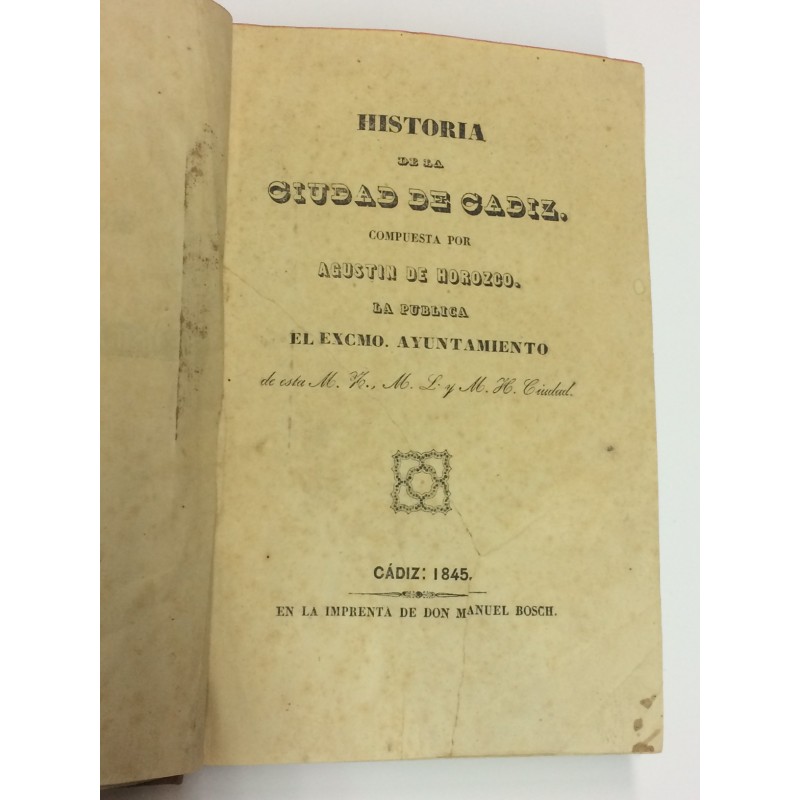 HISTORIA
DE LA
CIUDAD DE CADIZ.
COMPUESTA POR
AGUSTIN DE HOROZCO.
LA PUBLICA
EL EXCMO. AYUNTAMIENTO
de esta M. N., M. L. y M. H. Ciudad.
CÁDIZ: 1845.
EN LA IMPRENTA DE DON MANUEL BOSCH.